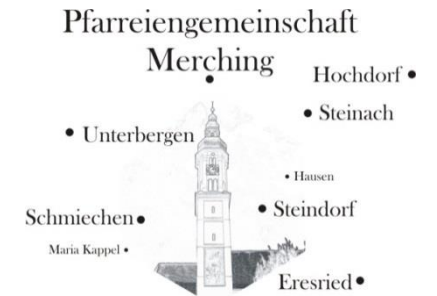 Pfarreiengemeinschaft
Merching
Hochdorf
Steinach
Unterbergen
Hausen
Steindorf
Schmiechen
Maria Kappel
Eresried